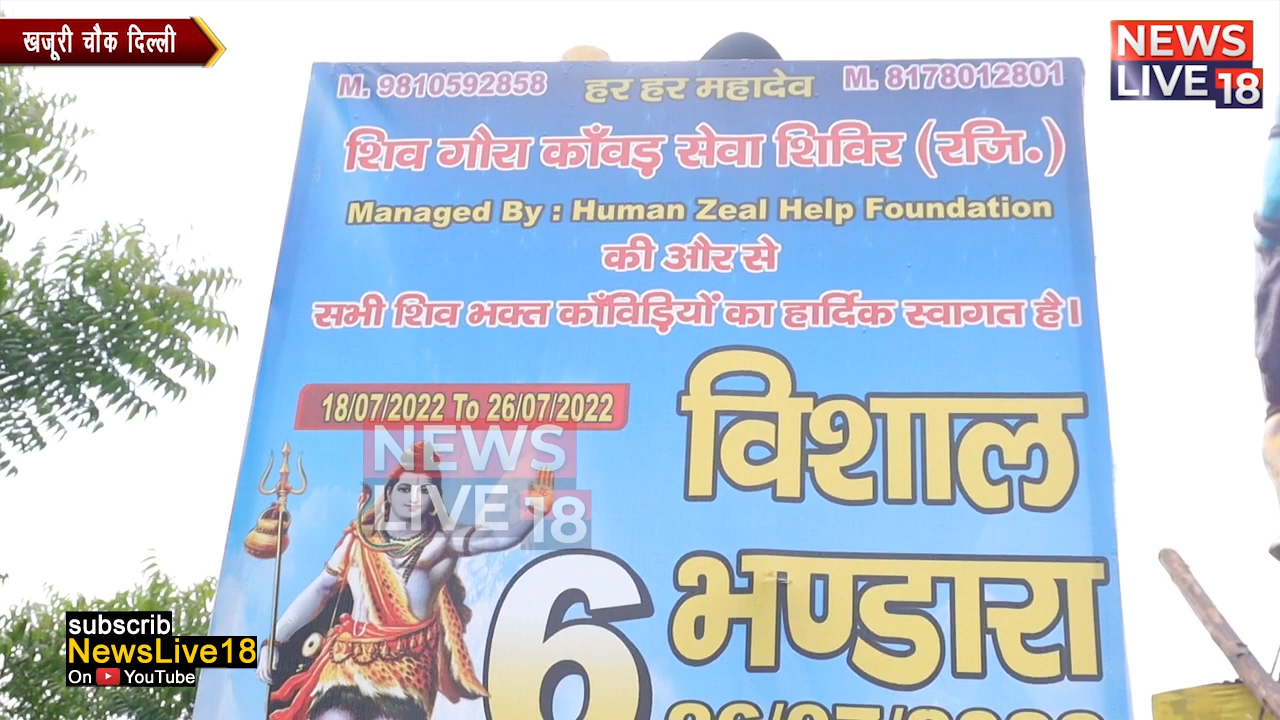 खजूरी चौक दिल्ली
NEWS
LIVE 18
M. 9810592858 हर हर महादेव M. 8178012801
शिव गौरा काँवड़ सेवा शिविर (रजि.)
Managed By : Human Zeal Help Foundation
की और से
सभी शिव भक्त काँविड़ियों का हार्दिक स्वागत है।
18/07/2022 To 26/07/2022
विशाल
NEWS
LIVE 18
6
भण्डारा
subscrib
NewsLive18
On YouTube